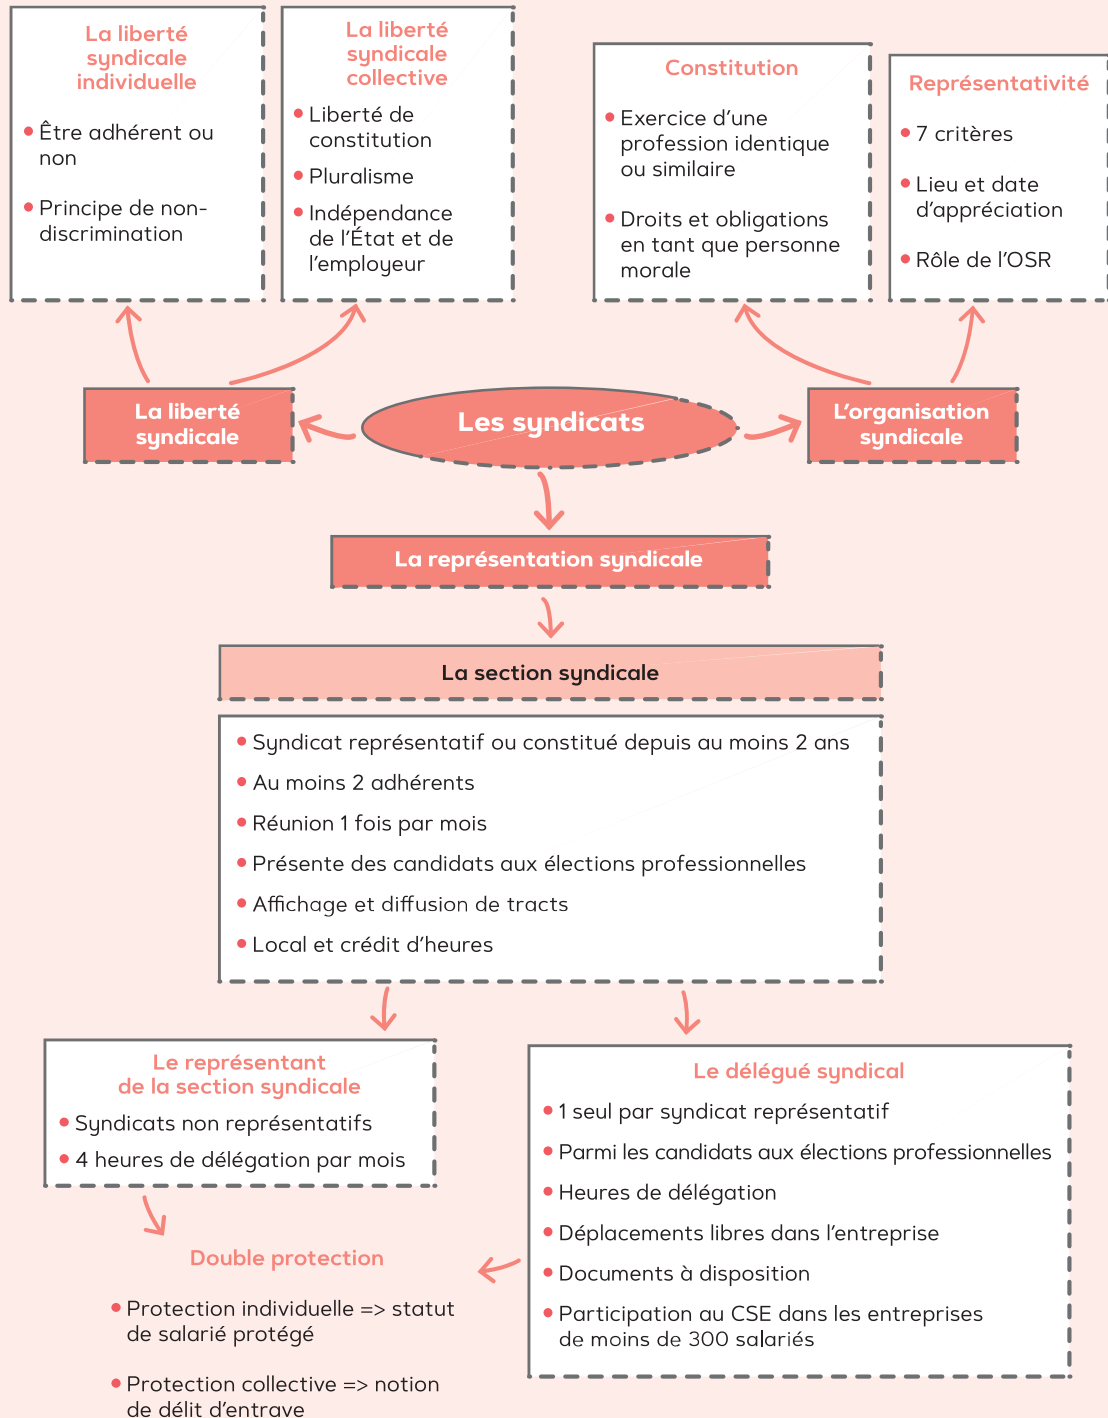 La liberté
syndicale
individuelle
• Être adhérent ou
non
• Principe de non-
discrimination
La liberté
syndicale
collective
• Liberté de
constitution
• Pluralisme
• Indépendance
de l'État et de
l'employeur
Constitution
• Exercice d'une
profession identique
ou similaire
• Droits et obligations
en tant que personne
morale
Représentativité
• 7 critères
• Lieu et date
d'appréciation
• Rôle de l'OSR
La liberté
syndicale
Les syndicats
L'organisation
syndicale
La représentation syndicale
La section syndicale
• Syndicat représentatif ou constitué depuis au moins 2 ans
• Au moins 2 adhérents
• Réunion 1 fois par mois
• Présente des candidats aux élections professionnelles
• Affichage et diffusion de tracts
• Local et crédit d'heures
Le représentant
de la section syndicale
• Syndicats non représentatifs
• 4 heures de délégation par mois
Le délégué syndical
• 1 seul par syndicat représentatif
• Parmi les candidats aux élections professionnelles
• Heures de délégation
• Déplacements libres dans l'entreprise
• Documents à disposition
• Participation au CSE dans les entreprises
de moins de 300 salariés
Double protection
• Protection individuelle => statut
de salarié protégé
• Protection collective => notion
de délit d'entrave